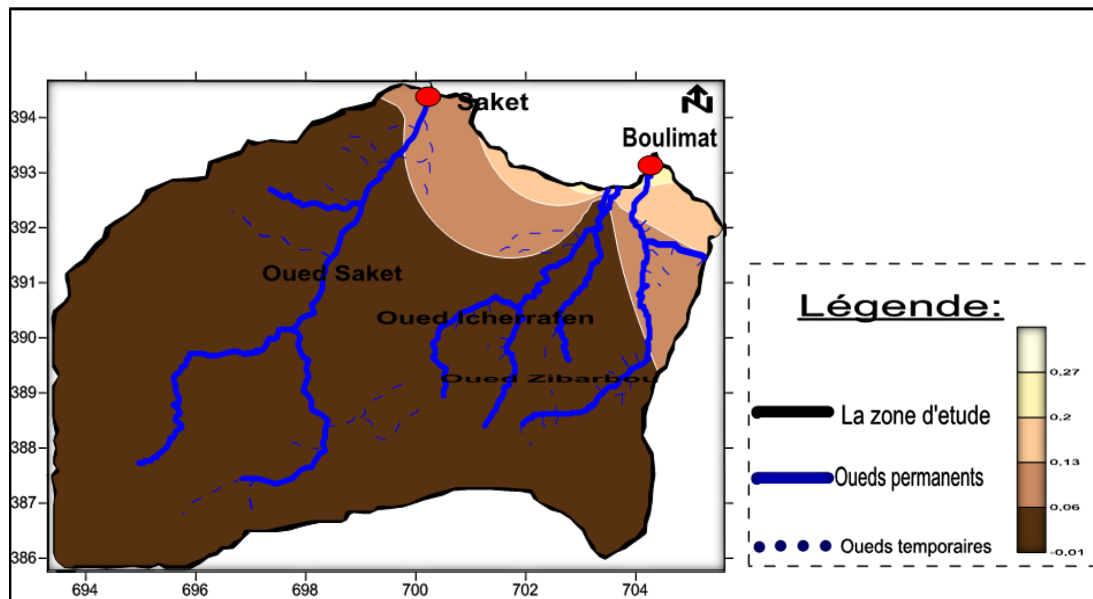 Saket
Boulimat
Oued Saket
Oued Icherrafen
Oued Zibarbou
394
393
392
391
390
389
388
387
386
694
696
698
700
702
704
Légende:
La zone d'etude
Oueds permanents
Oueds temporaires
0,27
0,2
0,13
0,06
-0,01
N